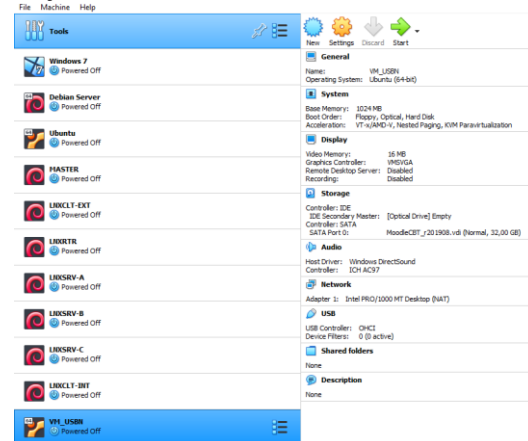 File Machine Help
Tools
Windows 7
Powered Off
Debian Server
Powered Off
Ubuntu
Powered Off
MASTER
Powered Off
LNXCLT-EXT
Powered Off
LNXRTR
Powered Off
LNXSRV-A
Powered Off
LNXSRV-B
Powered Off
LNXSRV-C
Powered Off
LNXCLT-INT
Powered Off
VM_USBN
Powered Off
New Settings Discard Start
General
Name: VM_USBN
Operating System: Ubuntu (64-bit)
System
Base Memory: 1024 MB
Boot Order: Floppy, Optical, Hard Disk
Acceleration: VT-x/AMD-V, Nested Paging, KVM Paravirtualization
Display
Video Memory: 16 MB
Graphics Controller: VMSVGA
Remote Desktop Server: Disabled
Recording: Disabled
Storage
Controller: IDE
IDE Secondary Master: [Optical Drive] Empty
Controller: SATA
SATA Port 0: MoodleCBT_r201908.vdi (Normal, 32,00 GB)
Audio
Host Driver: Windows DirectSound
Controller: ICH AC97
Network
Adapter 1: Intel PRO/1000 MT Desktop (NAT)
USB
USB Controller: OHCI
Device Filters: 0 (0 active)
Shared folders
None
Description
None